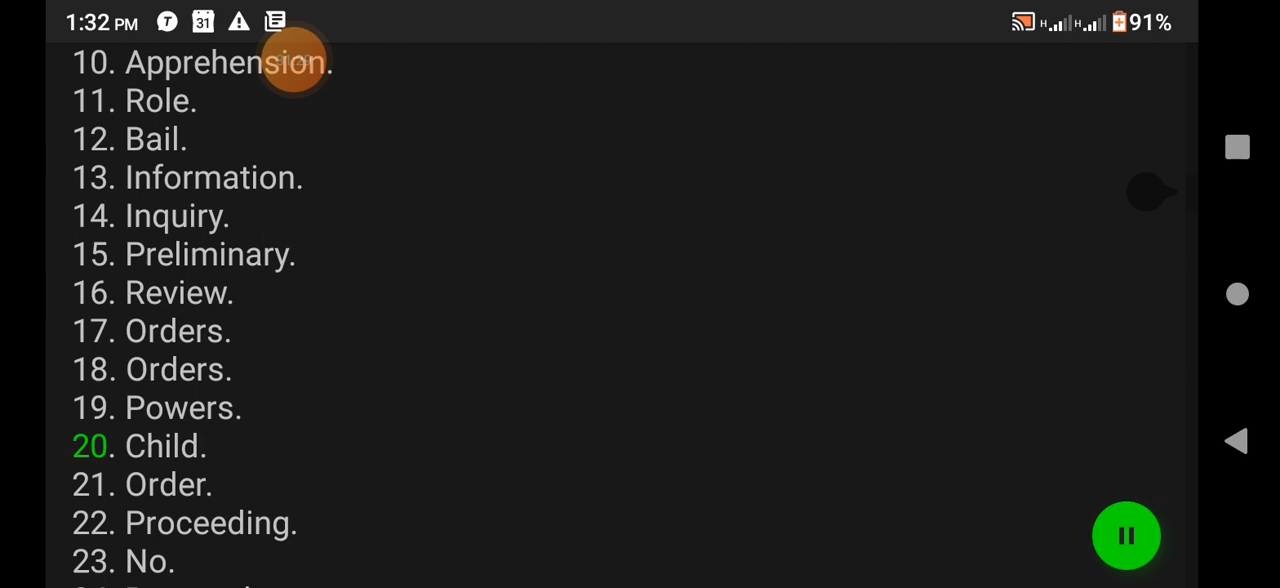 1:32 PM
31
H
H
91%
10. Apprehension.
11. Role.
12. Bail.
13. Information.
14. Inquiry.
15. Preliminary.
16. Review.
17. Orders.
18. Orders.
19. Powers.
20. Child.
21. Order.
22. Proceeding.
23. No.